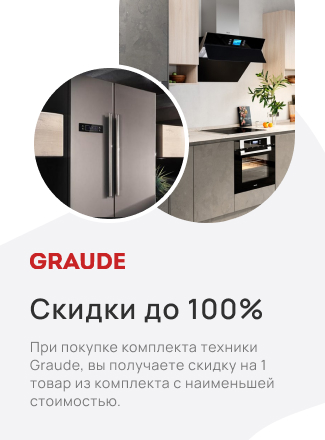 GRAUDE
Скидки до 100%
При покупке комплекта техники
Graude, вы получаете скидку на 1
товар из комплекта с наименьшей
стоимостью.